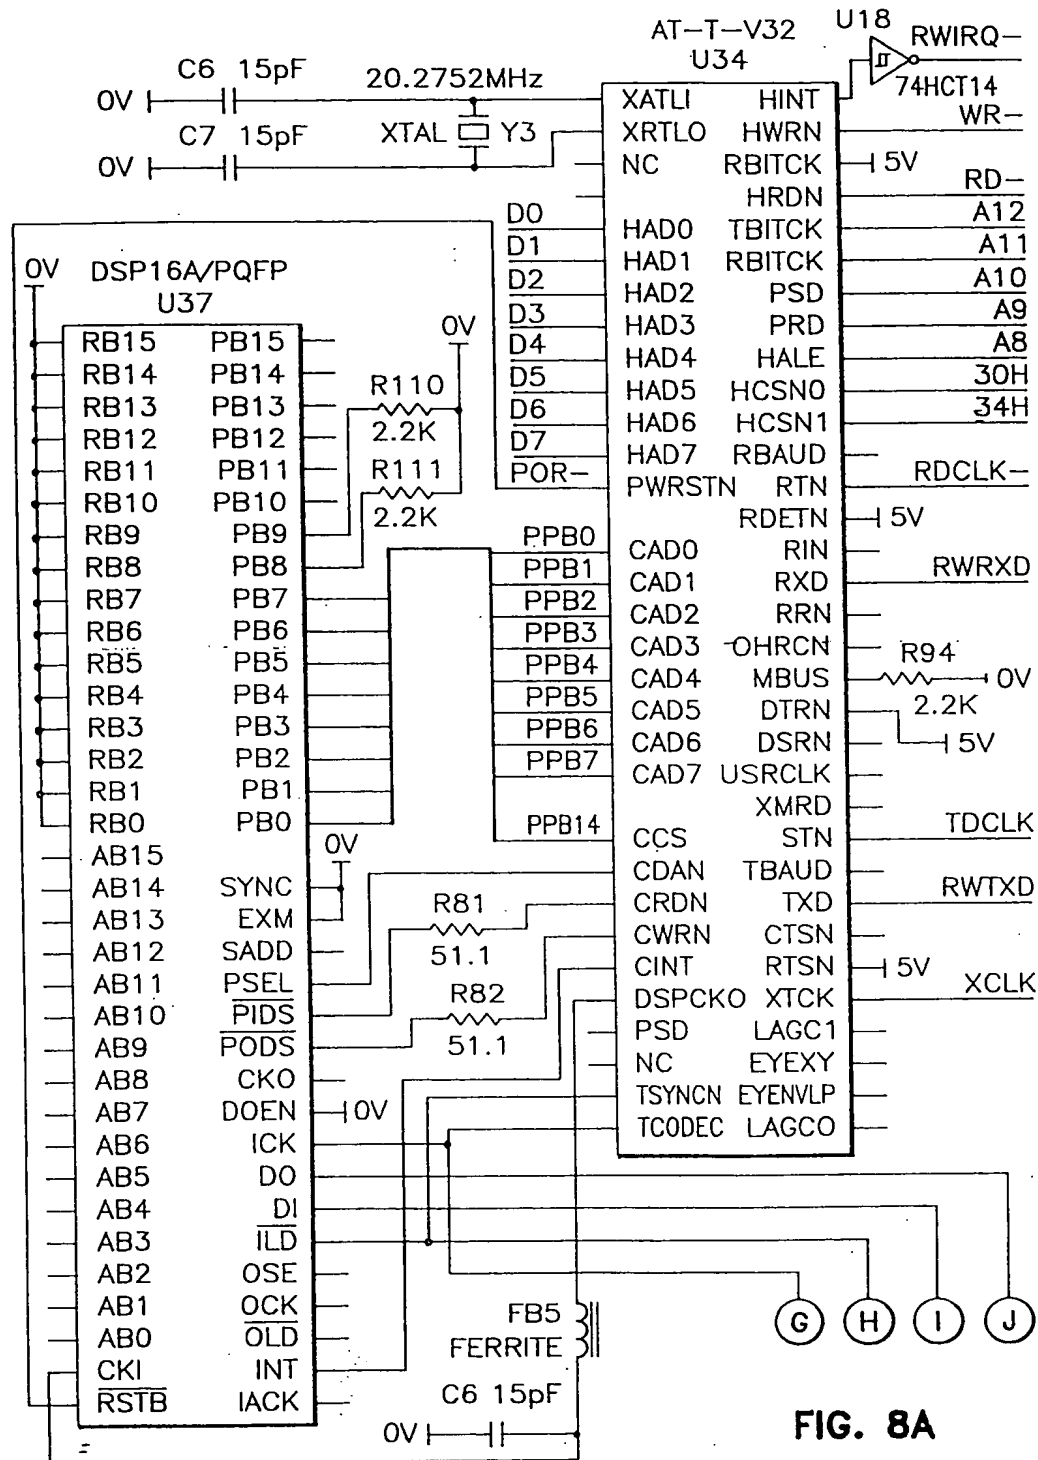 AT-T-V32
U34
U18
RWIRQ-
74HCT14
C6 15pF
20.2752MHz
0V
C7 15pF
XTAL
Y3
0V
XATLI HINT
XRTLO HWRN WR-
NC RBITCK 5V
HRDN RD-
D0 HAD0 TBITCK A12
D1 HAD1 RBITCK A11
D2 HAD2 PSD A10
D3 HAD3 PRD A9
D4 HAD4 HALE A8
D5 HAD5 HCSN0 30H
D6 HAD6 HCSN1 34H
D7 HAD7 RBAUD
POR- PWRSTN RTN RDCLK-
RDETN 5V
PPB0 CAD0 RIN
PPB1 CAD1 RXD RWRXD
PPB2 CAD2 RRN
PPB3 CAD3 OHRCN
PPB4 CAD4 MBUS R94 2.2K 0V
PPB5 CAD5 DTRN
PPB6 CAD6 DSRN 5V
PPB7 CAD7 USRCLK
XMRD
PPB14 CCS STN TDCLK
CDAN TBAUD
CRDN TXD RWTXD
CWRN CTSN
CINT RTSN 5V
DSPCKO XTCK XCLK
PSD LAGC1
NC EYEXY
TSYNCN EYENVLP
TCODEC LAGCO
0V
DSP16A/PQFP
U37
0V
RB15 PB15
RB14 PB14
RB13 PB13
R110
2.2K
RB12 PB12
RB11 PB11
R111
2.2K
RB10 PB10
RB9 PB9
RB8 PB8
RB7 PB7
RB6 PB6
RB5 PB5
RB4 PB4
RB3 PB3
RB2 PB2
RB1 PB1
RB0 PB0
AB15
0V
AB14 SYNC
AB13 EXM
R81
51.1
AB12 SADD
AB11 PSEL
AB10 PIDS
R82
51.1
AB9 PODS
AB8 CKO
AB7 DOEN 0V
AB6 ICK
AB5 DO
AB4 DI
AB3 ILD
AB2 OSE
AB1 OCK
AB0 OLD
CKI INT
RSTB IACK
FB5
FERRITE
C6 15pF
0V
G H I J
FIG. 8A